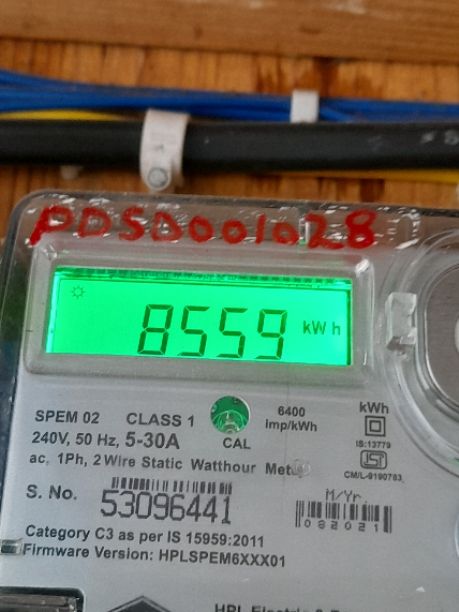 PDSD001028
8559 kWh
SPEM 02 CLASS 1 6400 imp/kWh kWh
240V, 50 Hz, 5-30A CAL IS:13779
ac, 1Ph, 2 Wire Static Watthour Meter
CM/L-9190783
S. No. 53096441 M/Yr
082021
Category C3 as per IS 15959:2011
Firmware Version: HPLSPEM6XXX01
HPL Electric &